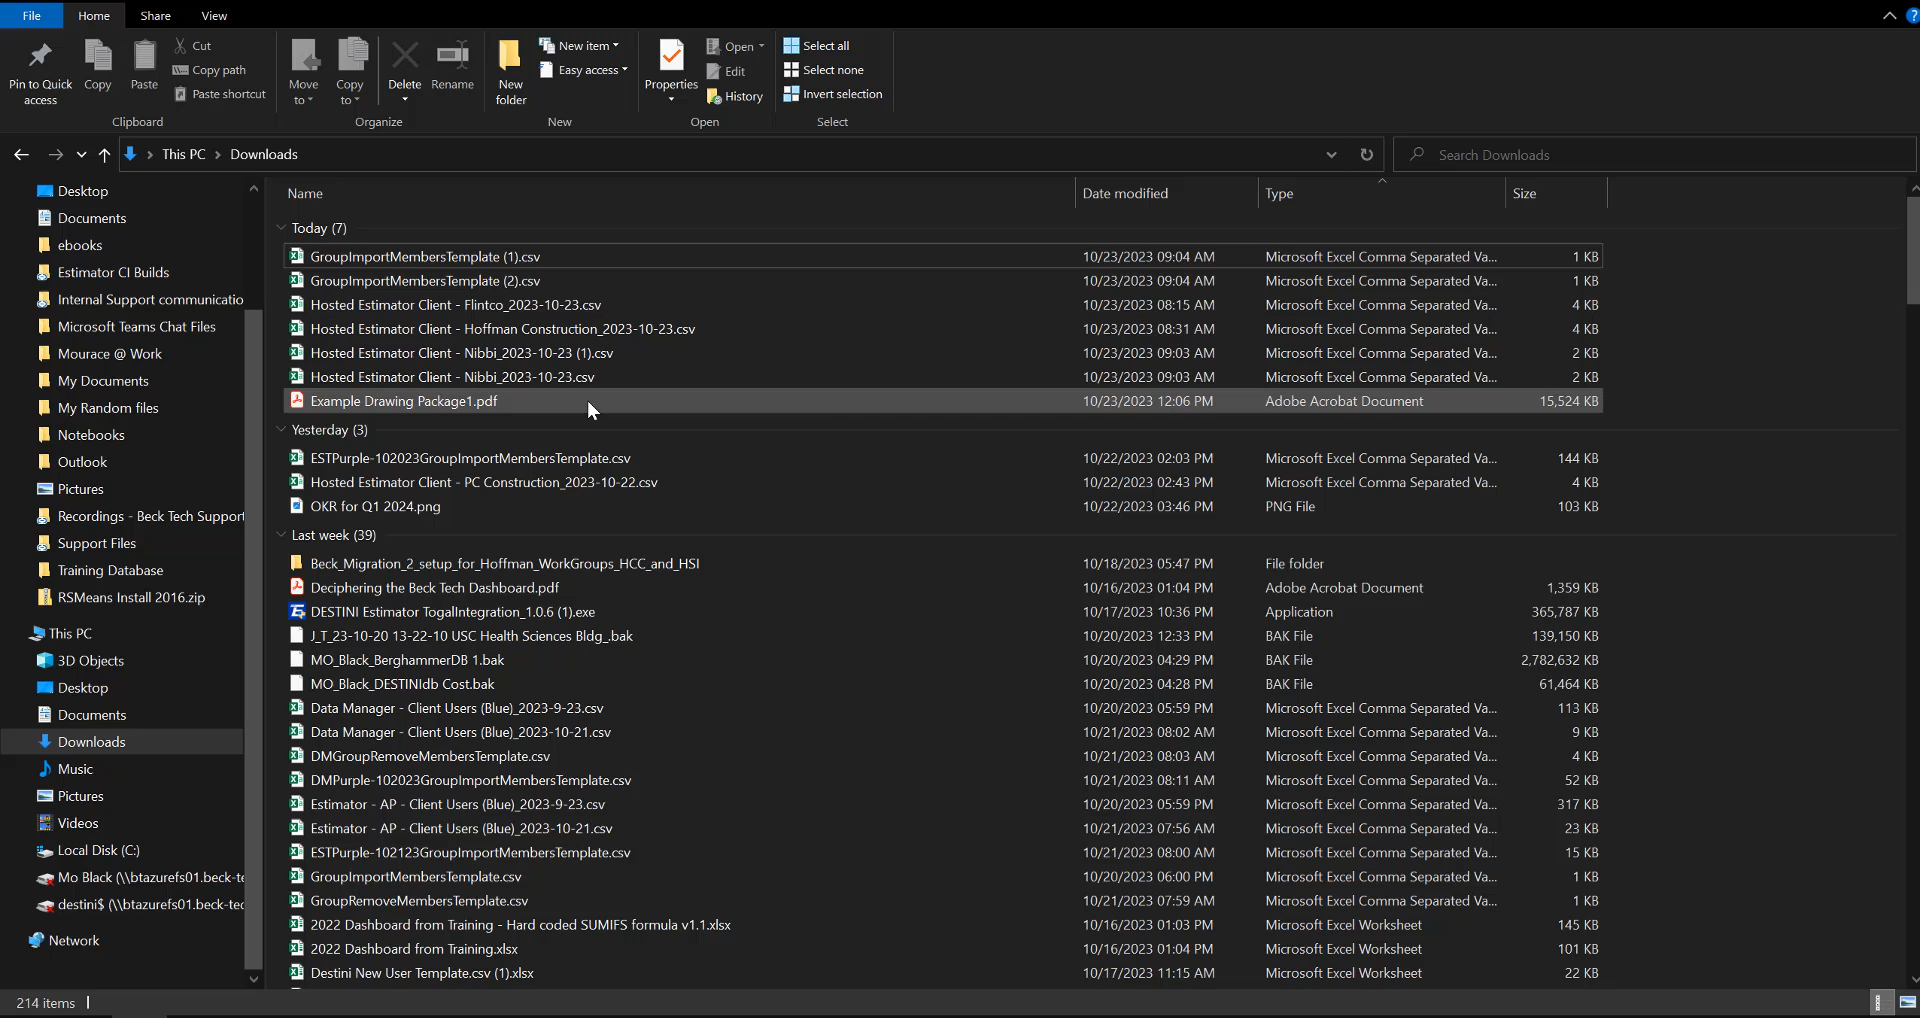 File Home Share View
Pin to Quick access
Copy
Paste
Cut
Copy path
Paste shortcut
Clipboard
Move to
Copy to
Delete
Rename
Organize
New folder
New item
Easy access
New
Properties
Open
Edit
History
Open
Select all
Select none
Invert selection
Select
This PC > Downloads
Search Downloads
Desktop
Documents
ebooks
Estimator CI Builds
Internal Support communicatio
Microsoft Teams Chat Files
Mourace @ Work
My Documents
My Random files
Notebooks
Outlook
Pictures
Recordings - Beck Tech Support
Support Files
Training Database
RSMeans Install 2016.zip
This PC
3D Objects
Desktop
Documents
Downloads
Music
Pictures
Videos
Local Disk (C:)
Mo Black (\\btazurefs01.beck-te
destini$ (\\btazurefs01.beck-tec
Network
Name Date modified Type Size
Today (7)
GroupImportMembersTemplate (1).csv 10/23/2023 09:04 AM Microsoft Excel Comma Separated Va... 1 KB
GroupImportMembersTemplate (2).csv 10/23/2023 09:04 AM Microsoft Excel Comma Separated Va... 1 KB
Hosted Estimator Client - Flintco_2023-10-23.csv 10/23/2023 08:15 AM Microsoft Excel Comma Separated Va... 4 KB
Hosted Estimator Client - Hoffman Construction_2023-10-23.csv 10/23/2023 08:31 AM Microsoft Excel Comma Separated Va... 4 KB
Hosted Estimator Client - Nibbi_2023-10-23 (1).csv 10/23/2023 09:03 AM Microsoft Excel Comma Separated Va... 2 KB
Hosted Estimator Client - Nibbi_2023-10-23.csv 10/23/2023 09:03 AM Microsoft Excel Comma Separated Va... 2 KB
Example Drawing Package1.pdf 10/23/2023 12:06 PM Adobe Acrobat Document 15,524 KB
Yesterday (3)
ESTPurple-102023GroupImportMembersTemplate.csv 10/22/2023 02:03 PM Microsoft Excel Comma Separated Va... 144 KB
Hosted Estimator Client - PC Construction_2023-10-22.csv 10/22/2023 02:43 PM Microsoft Excel Comma Separated Va... 4 KB
OKR for Q1 2024.png 10/22/2023 03:46 PM PNG File 103 KB
Last week (39)
Beck_Migration_2_setup_for_Hoffman_WorkGroups_HCC_and_HSI 10/18/2023 05:47 PM File folder
Deciphering the Beck Tech Dashboard.pdf 10/16/2023 01:04 PM Adobe Acrobat Document 1,359 KB
DESTINI Estimator TogalIntegration_1.0.6 (1).exe 10/17/2023 10:36 PM Application 365,787 KB
J_T_23-10-20 13-22-10 USC Health Sciences Bldg_.bak 10/20/2023 12:33 PM BAK File 139,150 KB
MO_Black_BerghammerDB 1.bak 10/20/2023 04:29 PM BAK File 2,782,632 KB
MO_Black_DESTINIdb Cost.bak 10/20/2023 04:28 PM BAK File 61,464 KB
Data Manager - Client Users (Blue)_2023-9-23.csv 10/20/2023 05:59 PM Microsoft Excel Comma Separated Va... 113 KB
Data Manager - Client Users (Blue)_2023-10-21.csv 10/21/2023 08:02 AM Microsoft Excel Comma Separated Va... 9 KB
DMGroupRemoveMembersTemplate.csv 10/21/2023 08:03 AM Microsoft Excel Comma Separated Va... 4 KB
DMPurple-102023GroupImportMembersTemplate.csv 10/21/2023 08:11 AM Microsoft Excel Comma Separated Va... 52 KB
Estimator - AP - Client Users (Blue)_2023-9-23.csv 10/20/2023 05:59 PM Microsoft Excel Comma Separated Va... 317 KB
Estimator - AP - Client Users (Blue)_2023-10-21.csv 10/21/2023 07:56 AM Microsoft Excel Comma Separated Va... 23 KB
ESTPurple-102123GroupImportMembersTemplate.csv 10/21/2023 08:00 AM Microsoft Excel Comma Separated Va... 15 KB
GroupImportMembersTemplate.csv 10/20/2023 06:00 PM Microsoft Excel Comma Separated Va... 1 KB
GroupRemoveMembersTemplate.csv 10/21/2023 07:59 AM Microsoft Excel Comma Separated Va... 1 KB
2022 Dashboard from Training - Hard coded SUMIFS formula v1.1.xlsx 10/16/2023 01:03 PM Microsoft Excel Worksheet 145 KB
2022 Dashboard from Training.xlsx 10/16/2023 01:04 PM Microsoft Excel Worksheet 101 KB
Destini New User Template.csv (1).xlsx 10/17/2023 11:15 AM Microsoft Excel Worksheet 22 KB
214 items